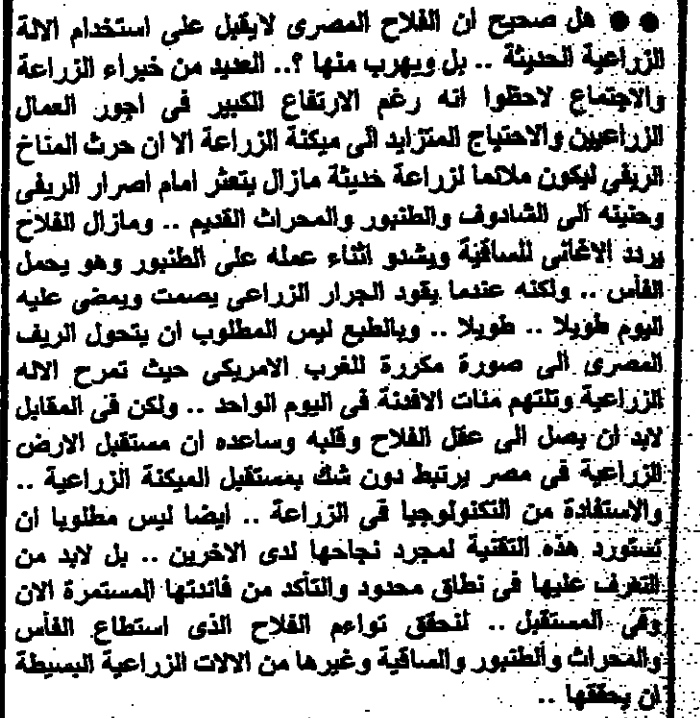 ● ● هل صحيح ان الفلاح المصرى لايقبل على استخدام الالة
الزراعية الحديثة .. بل ويهرب منها ؟.. العديد من خبراء الزراعة
والاجتماع لاحظوا انه رغم الارتفاع الكبير فى اجور العمال
الزراعيين والاحتياج المتزايد الى ميكنة الزراعة الا ان حرث المناخ
الريفى ليكون ملائما لزراعة حديثة مازال يتعثر امام اصرار الريفى
وحنينه الى الشادوف والطنبور والمحراث القديم .. ومازال الفلاح
يردد الاغانى للساقية ويشدو اثناء عمله على الطنبور وهو يحمل
الفأس .. ولكنه عندما يقود الجرار الزراعى يصمت ويمضى عليه
اليوم طويلا .. طويلا .. وبالطبع ليس المطلوب ان يتحول الريف
المصرى الى صورة مكررة للغرب الامريكى حيث تمرح الاله
الزراعية وتلتهم مئات الافدنة فى اليوم الواحد .. ولكن فى المقابل
لابد ان يصل الى عقل الفلاح وقلبه وساعده ان مستقبل الارض
الزراعية فى مصر يرتبط دون شك بمستقبل الميكنة الزراعية ..
والاستفادة من التكنولوجيا فى الزراعة .. ايضا ليس مطلوبا ان
نستورد هذه التقنية لمجرد نجاحها لدى الاخرين .. بل لابد من
التعرف عليها فى نطاق محدود والتأكد من فائدتها المستمرة الان
وفى المستقبل .. لنحقق تواءم الفلاح الذى استطاع الفأس
والمحراث والطنبور والساقية وغيرها من الالات الزراعية البسيطة
ان يحققها ..